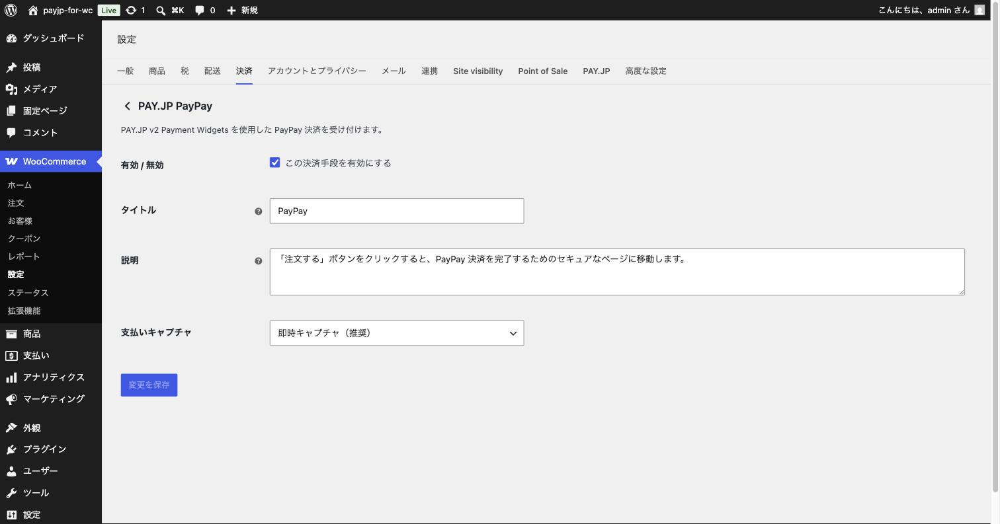 payjp-for-wc Live 1 ⌘K 0 新規 こんにちは、admin さん
ダッシュボード
投稿
メディア
固定ページ
コメント
WooCommerce
ホーム
注文
お客様
クーポン
レポート
設定
ステータス
拡張機能
商品
支払い
アナリティクス
マーケティング
外観
プラグイン
ユーザー
ツール
設定
設定
一般 商品 税 配送 決済 アカウントとプライバシー メール 連携 Site visibility Point of Sale PAY.JP 高度な設定
PAY.JP PayPay
PAY.JP v2 Payment Widgets を使用した PayPay 決済を受け付けます。
有効 / 無効 この決済手段を有効にする
タイトル PayPay
説明 「注文する」ボタンをクリックすると、PayPay 決済を完了するためのセキュアなページに移動します。
支払いキャプチャ 即時キャプチャ（推奨）
変更を保存